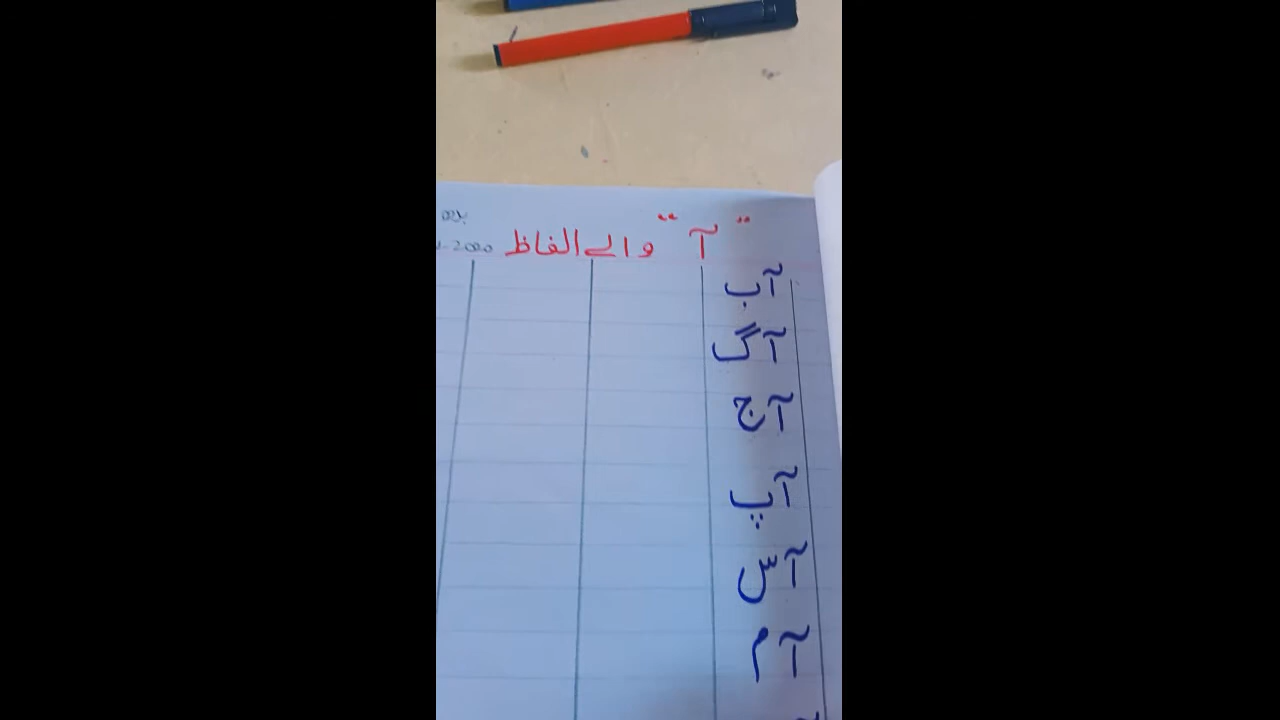 "آ" والے الفاظ
آب
آگ
آج
آپ
آس
آم